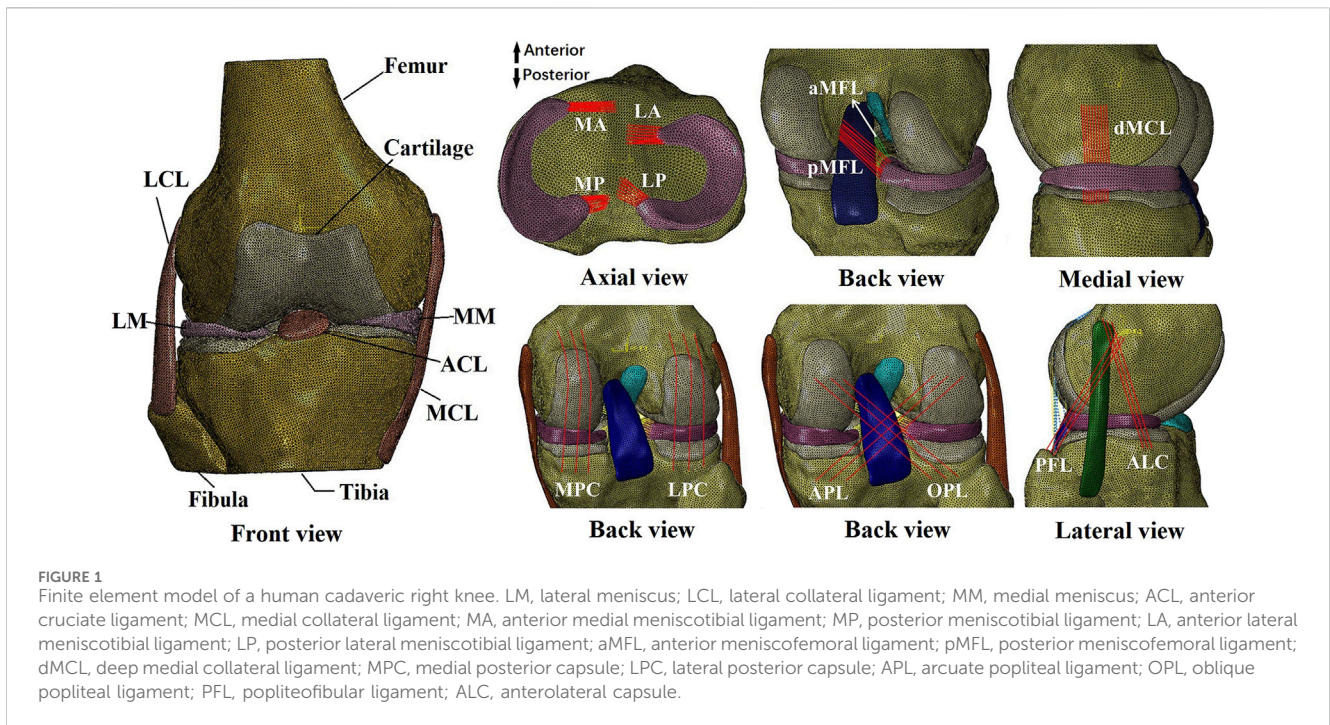 Femur
Cartilage
LCL
LM
MM
ACL
MCL
Fibula
Tibia
Front view
Anterior
Posterior
MA
LA
MP
LP
Axial view
aMFL
pMFL
Back view
dMCL
Medial view
MPC
LPC
Back view
APL
OPL
Back view
PFL
ALC
Lateral view
FIGURE 1
Finite element model of a human cadaveric right knee. LM, lateral meniscus; LCL, lateral collateral ligament; MM, medial meniscus; ACL, anterior
cruciate ligament; MCL, medial collateral ligament; MA, anterior medial meniscotibial ligament; MP, posterior meniscotibial ligament; LA, anterior lateral
meniscotibial ligament; LP, posterior lateral meniscotibial ligament; aMFL, anterior meniscofemoral ligament; pMFL, posterior meniscofemoral ligament;
dMCL, deep medial collateral ligament; MPC, medial posterior capsule; LPC, lateral posterior capsule; APL, arcuate popliteal ligament; OPL, oblique
popliteal ligament; PFL, popliteofibular ligament; ALC, anterolateral capsule.